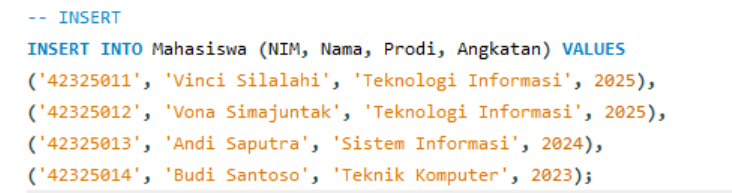 -- INSERT
INSERT INTO Mahasiswa (NIM, Nama, Prodi, Angkatan) VALUES
('42325011', 'Vinci Silalahi', 'Teknologi Informasi', 2025),
('42325012', 'Vona Simajuntak', 'Teknologi Informasi', 2025),
('42325013', 'Andi Saputra', 'Sistem Informasi', 2024),
('42325014', 'Budi Santoso', 'Teknik Komputer', 2023);